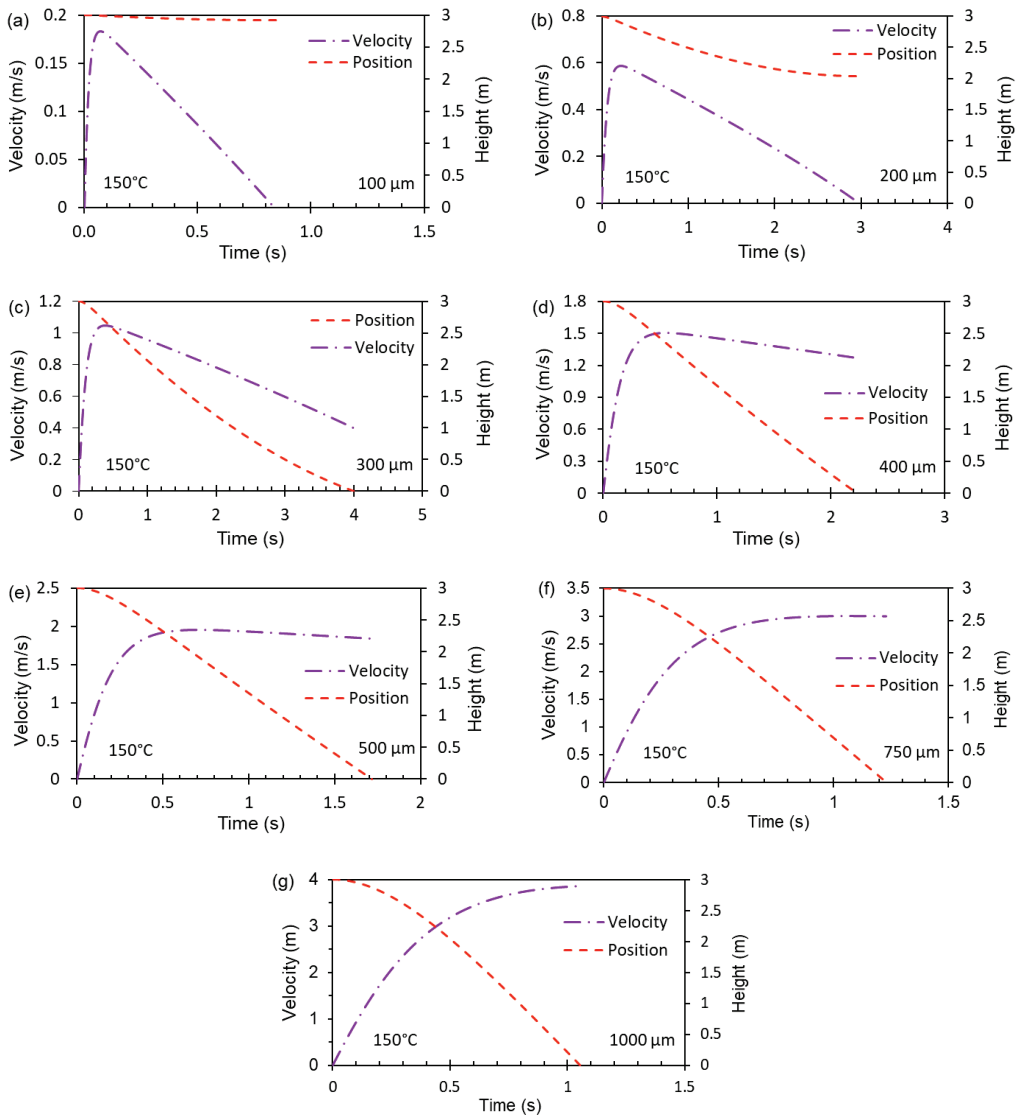 (a)
0.2
0.15
0.1
0.05
0
Velocity (m/s)
3
2.5
2
1.5
1
0.5
0
Height (m)
Velocity
Position
150°C
100 µm
0.0
0.5
1.0
1.5
Time (s)
(b)
0.8
0.6
0.4
0.2
0
Velocity (m/s)
3
2.5
2
1.5
1
0.5
0
Height (m)
Velocity
Position
150°C
200 µm
0
1
2
3
4
Time (s)
(c)
1.2
1
0.8
0.6
0.4
0.2
0
Velocity (m/s)
3
2.5
2
1.5
1
0.5
0
Height (m)
Position
Velocity
150°C
300 µm
0
1
2
3
4
5
Time (s)
(d)
1.8
1.5
1.2
0.9
0.6
0.3
0
Velocity (m/s)
3
2.5
2
1.5
1
0.5
0
Height (m)
Velocity
Position
150°C
400 µm
0
1
2
3
Time (s)
(e)
2.5
2
1.5
1
0.5
0
Velocity (m/s)
3
2.5
2
1.5
1
0.5
0
Height (m)
Velocity
Position
150°C
500 µm
0
0.5
1
1.5
2
Time (s)
(f)
3.5
3
2.5
2
1.5
1
0.5
0
Velocity (m/s)
3
2.5
2
1.5
1
0.5
0
Height (m)
Velocity
Position
150°C
750 µm
0
0.5
1
1.5
Time (s)
(g)
4
3
4
2
1
0
Velocity (m)
3
2.5
2
1.5
1
0.5
0
Height (m)
Velocity
Position
150°C
1000 µm
0
0.5
1
1.5
Time (s)